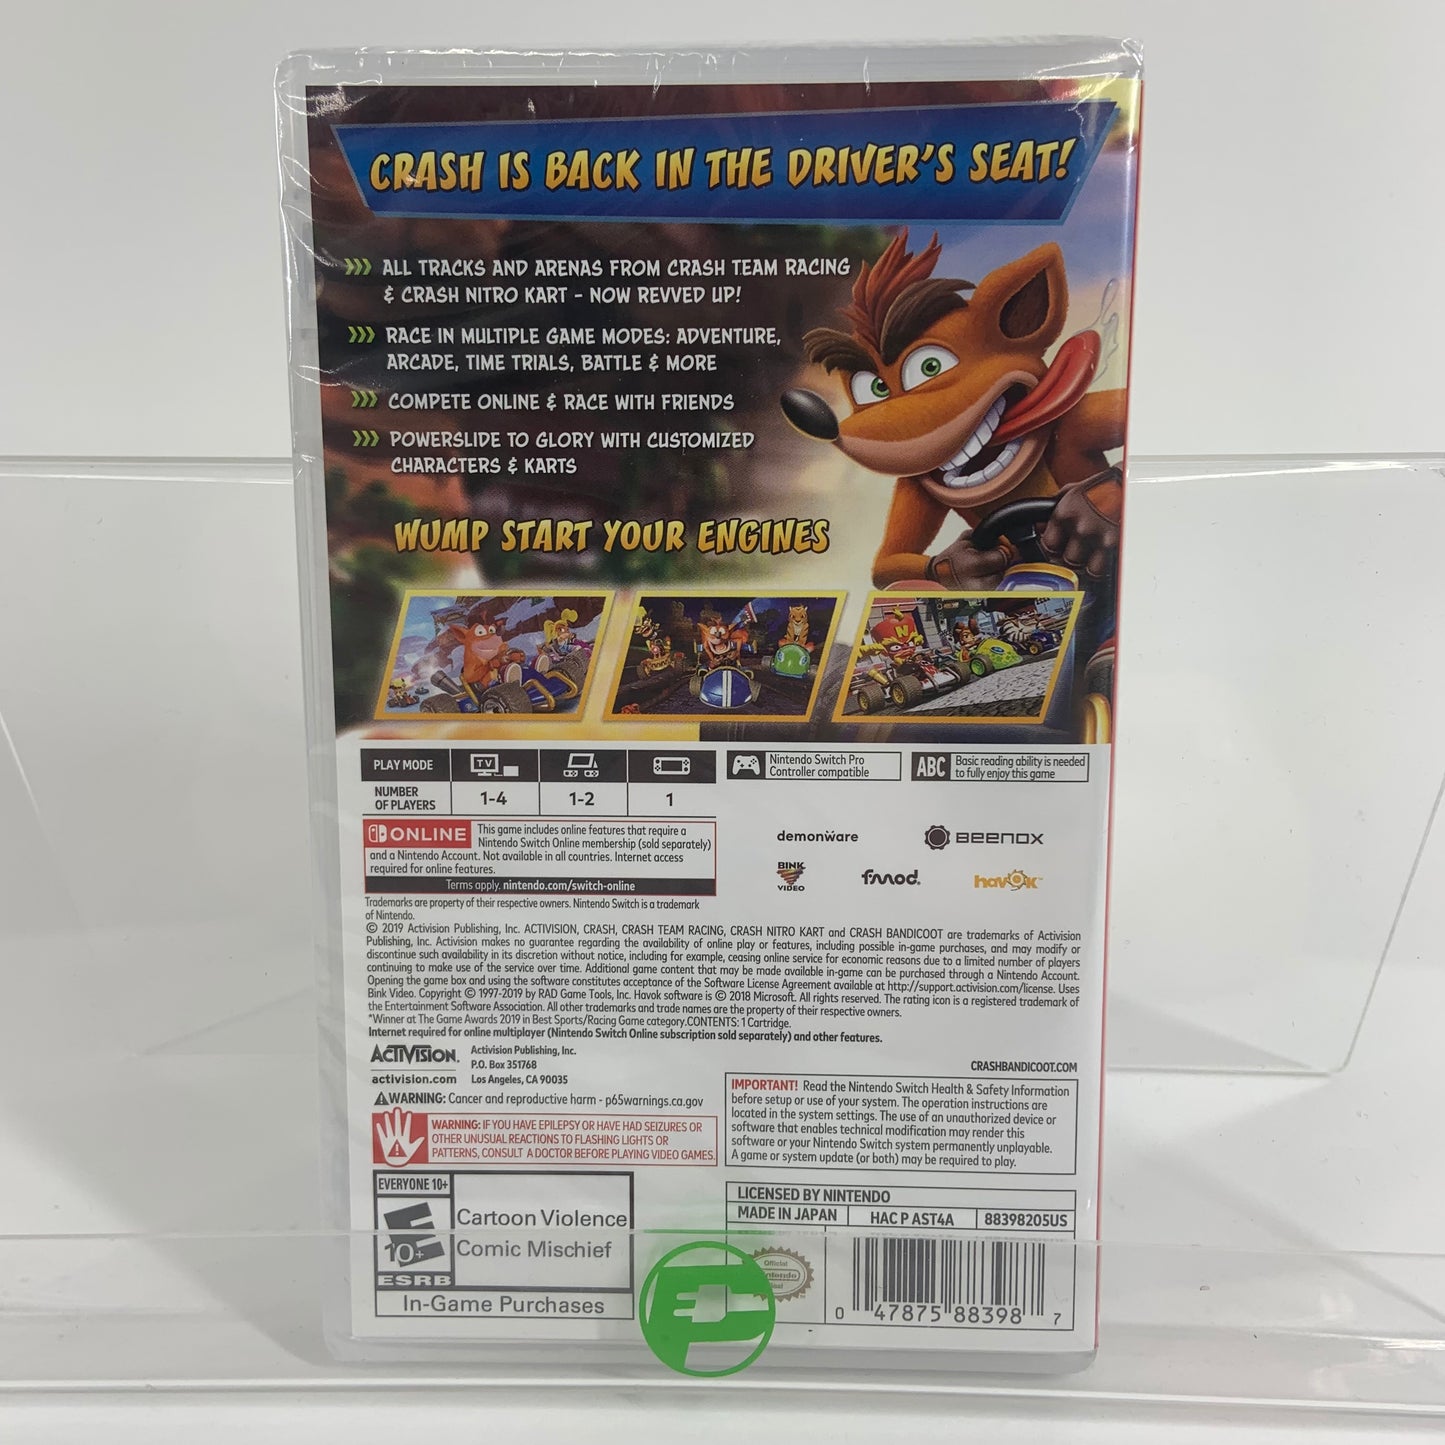 CRASH IS BACK IN THE DRIVER'S SEAT!
ALL TRACKS AND ARENAS FROM CRASH TEAM RACING
& CRASH NITRO KART - NOW REVVED UP!
RACE IN MULTIPLE GAME MODES: ADVENTURE,
ARCADE, TIME TRIALS, BATTLE & MORE
COMPETE ONLINE & RACE WITH FRIENDS
POWERSLIDE TO GLORY WITH CUSTOMIZED
CHARACTERS & KARTS
WUMP START YOUR ENGINES
PLAY MODE
TV
NUMBER
OF PLAYERS
1-4
1-2
1
Nintendo Switch Pro
Controller compatible
ABC
Basic reading ability is needed
to fully enjoy this game
ONLINE
This game includes online features that require a
Nintendo Switch Online membership (sold separately)
and a Nintendo Account. Not available in all countries. Internet access
required for online features.
Terms apply. nintendo.com/switch-online
demonware
BEENOX
BINK
VIDEO
fmod.
havok™
Trademarks are property of their respective owners. Nintendo Switch is a trademark
of Nintendo.
© 2019 Activision Publishing, Inc. ACTIVISION, CRASH, CRASH TEAM RACING, CRASH NITRO KART and CRASH BANDICOOT are trademarks of Activision
Publishing, Inc. Activision makes no guarantee regarding the availability of online play or features, including possible in-game purchases, and may modify or
discontinue such availability in its discretion without notice, including for example, ceasing online service for economic reasons due to a limited number of players
continuing to make use of the service over time. Additional game content that may be made available in-game can be purchased through a Nintendo Account.
Opening the game box and using the software constitutes acceptance of the Software License Agreement available at http://support.activision.com/license. Uses
Bink Video. Copyright © 1997-2019 by RAD Game Tools, Inc. Havok software is © 2018 Microsoft. All rights reserved. The rating icon is a registered trademark of
the Entertainment Software Association. All other trademarks and trade names are the property of their respective owners.
*Winner at The Game Awards 2019 in Best Sports/Racing Game category.CONTENTS: 1 Cartridge.
Internet required for online multiplayer (Nintendo Switch Online subscription sold separately) and other features.
ACTIVISION.
activision.com
Activision Publishing, Inc.
P.O. Box 351768
Los Angeles, CA 90035
CRASHBANDICOOT.COM
WARNING: Cancer and reproductive harm - p65warnings.ca.gov
WARNING: IF YOU HAVE EPILEPSY OR HAVE HAD SEIZURES OR
OTHER UNUSUAL REACTIONS TO FLASHING LIGHTS OR
PATTERNS, CONSULT A DOCTOR BEFORE PLAYING VIDEO GAMES.
IMPORTANT! Read the Nintendo Switch Health & Safety Information
before setup or use of your system. The operation instructions are
located in the system settings. The use of an unauthorized device or
software that enables technical modification may render this
software or your Nintendo Switch system permanently unplayable.
A game or system update (or both) may be required to play.
EVERYONE 10+
E
10+
ESRB
Cartoon Violence
Comic Mischief
In-Game Purchases
LICENSED BY NINTENDO
MADE IN JAPAN
HAC P AST4A
88398205US
Official
Nintendo
Seal
0 47875 88398 7